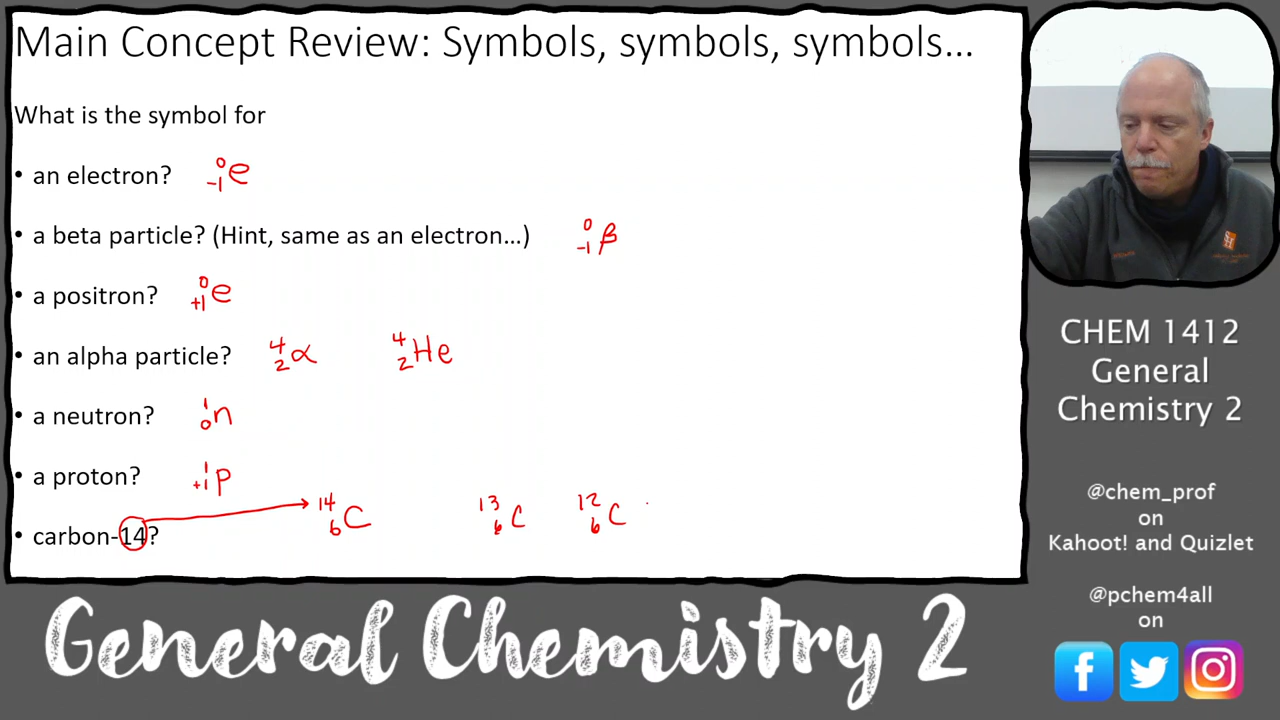 Main Concept Review: Symbols, symbols, symbols...
What is the symbol for
• an electron? ⁰₋₁e
• a beta particle? (Hint, same as an electron...) ⁰₋₁β
• a positron? ⁰₊₁e
• an alpha particle? ⁴₂α ⁴₂He
• a neutron? ¹₀n
• a proton? ¹₊₁p
• carbon-14? ¹⁴₆C ¹³₆C ¹²₆C
CHEM 1412
General
Chemistry 2
@chem_prof
on
Kahoot! and Quizlet
@pchem4all
on
General Chemistry 2